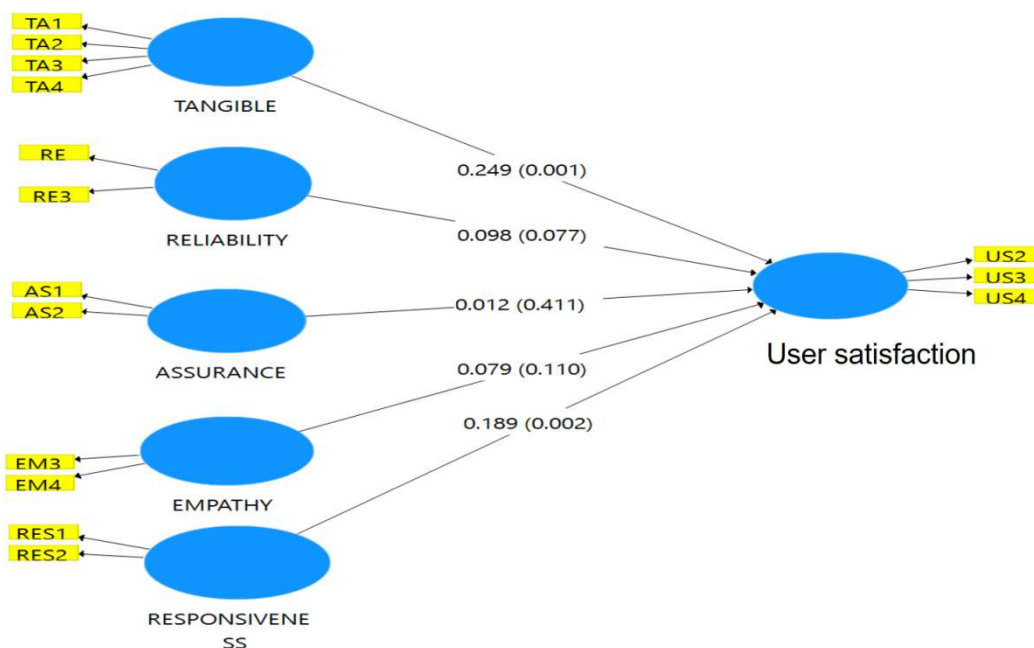 TA1
TA2
TA3
TA4
TANGIBLE
0.249 (0.001)
RE
RE3
RELIABILITY
0.098 (0.077)
AS1
AS2
ASSURANCE
0.012 (0.411)
US2
US3
US4
User satisfaction
0.079 (0.110)
EM3
EM4
EMPATHY
0.189 (0.002)
RES1
RES2
RESPONSIVENE
SS